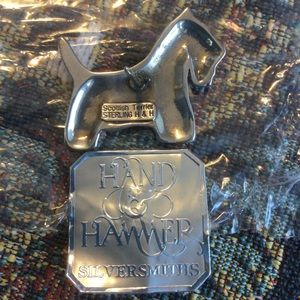 Scottish Terrier
STERLING H & H
HAND
&
HAMMER
SILVERSMITHS